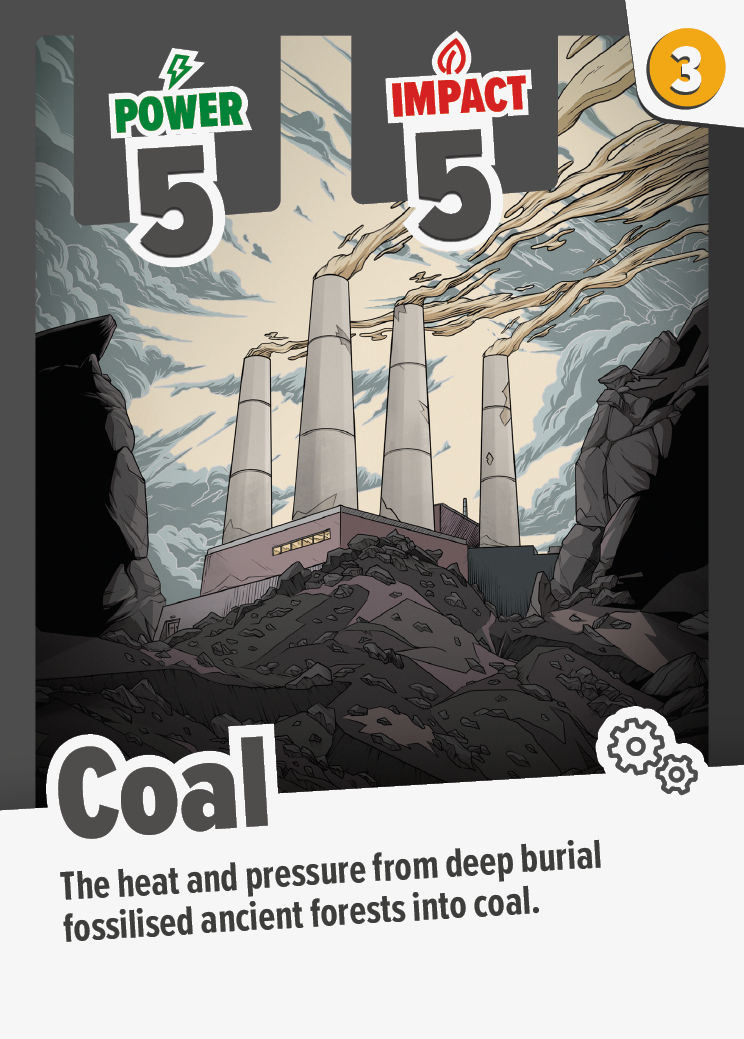 POWER
5
IMPACT
5
3
Coal
The heat and pressure from deep burial
fossilised ancient forests into coal.